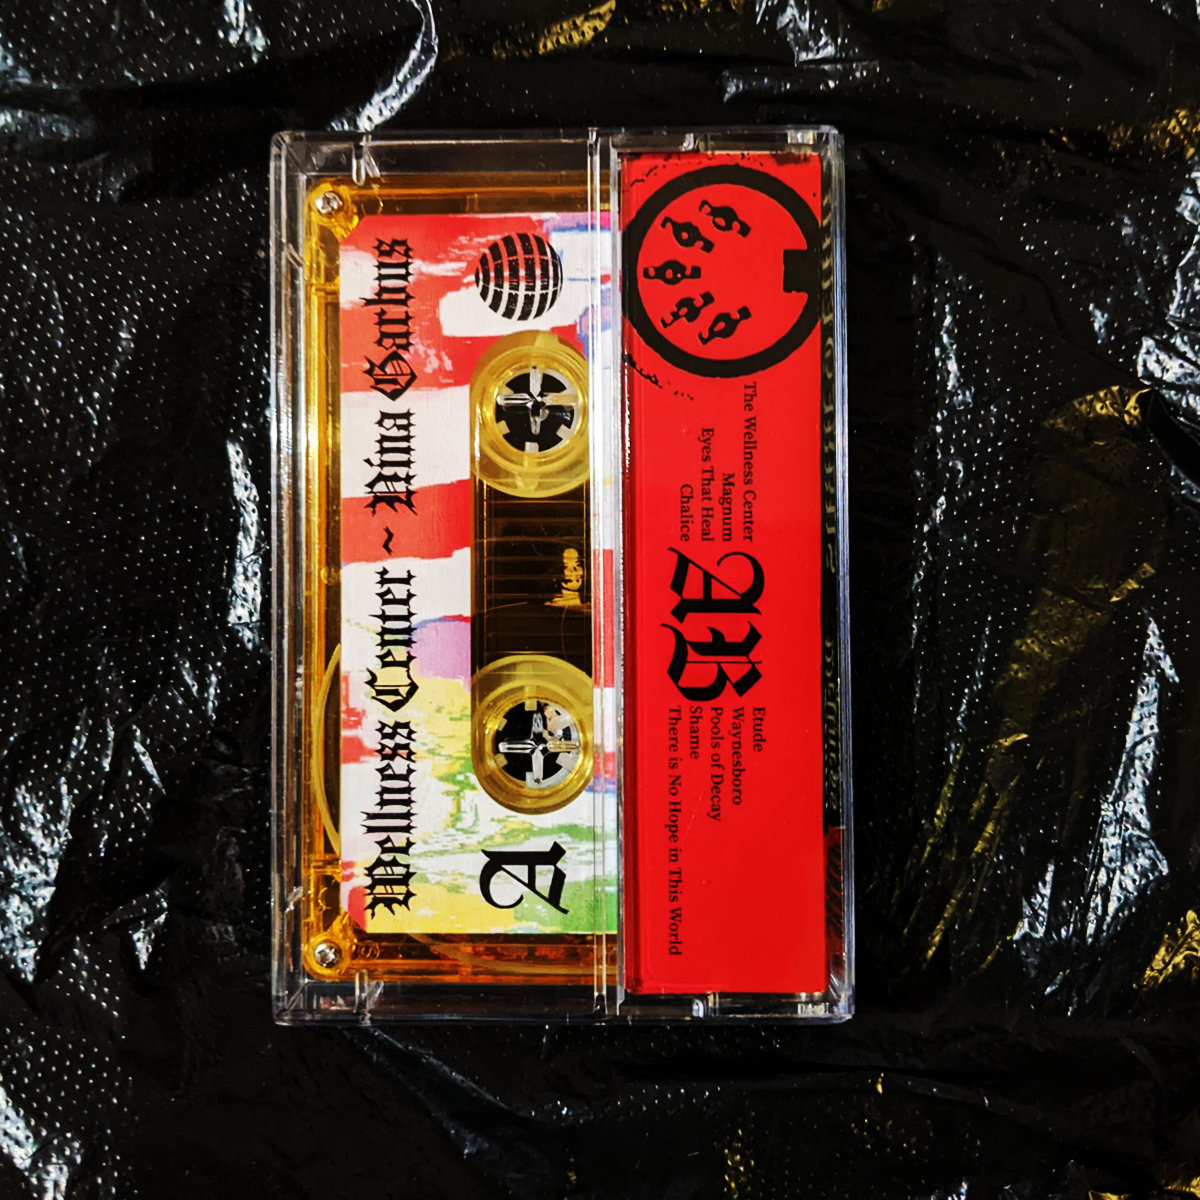 Wellness Center ~ Nina Garbus
A
The Wellness Center
Magnum
Eyes That Heal
Chalice
A
B
Etude
Waynesboro
Pools of Decay
Shame
There is No Hope in This World